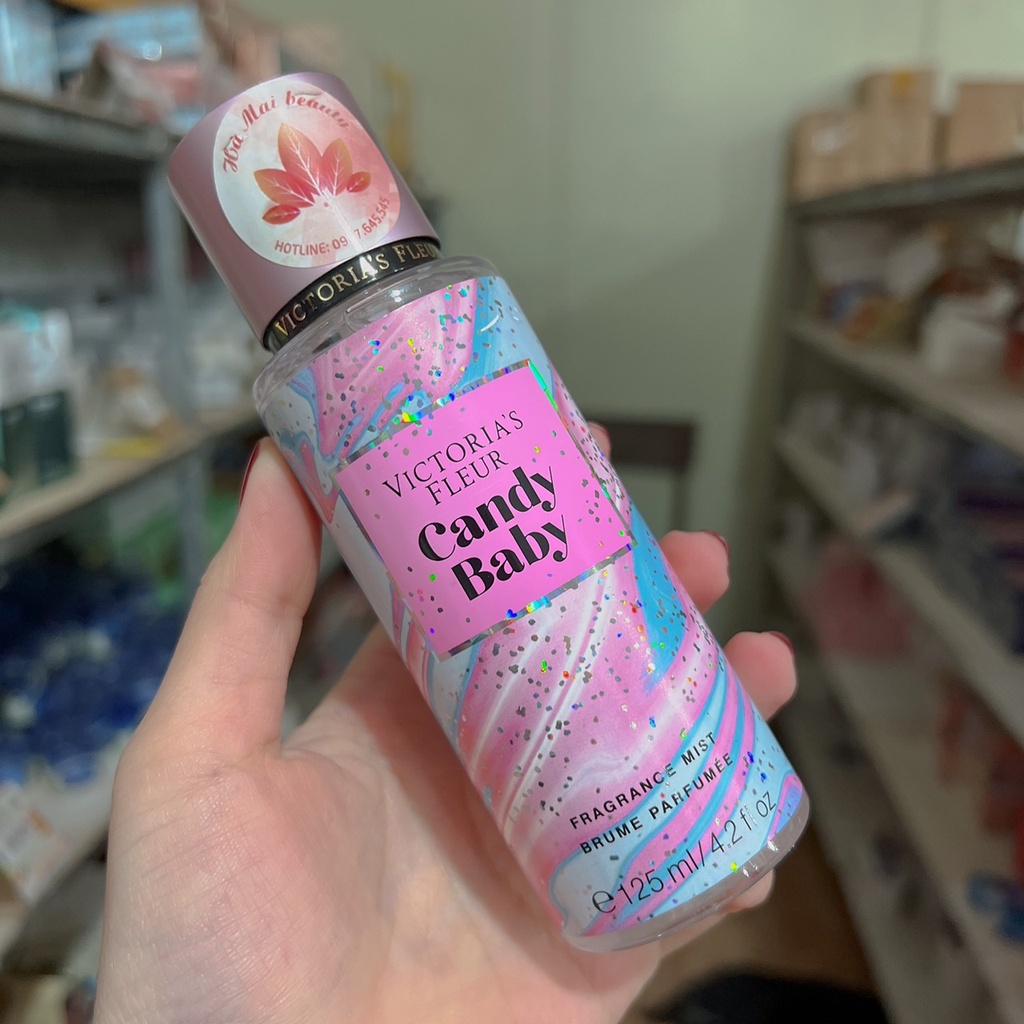 Hà Mai beauty
HOTLINE:
VICTORIA'S FLEUR
VICTORIA'S
FLEUR
Candy
Baby
FRAGRANCE MIST
BRUME PARFUMÉE
e 125 ml/4.2 fl oz